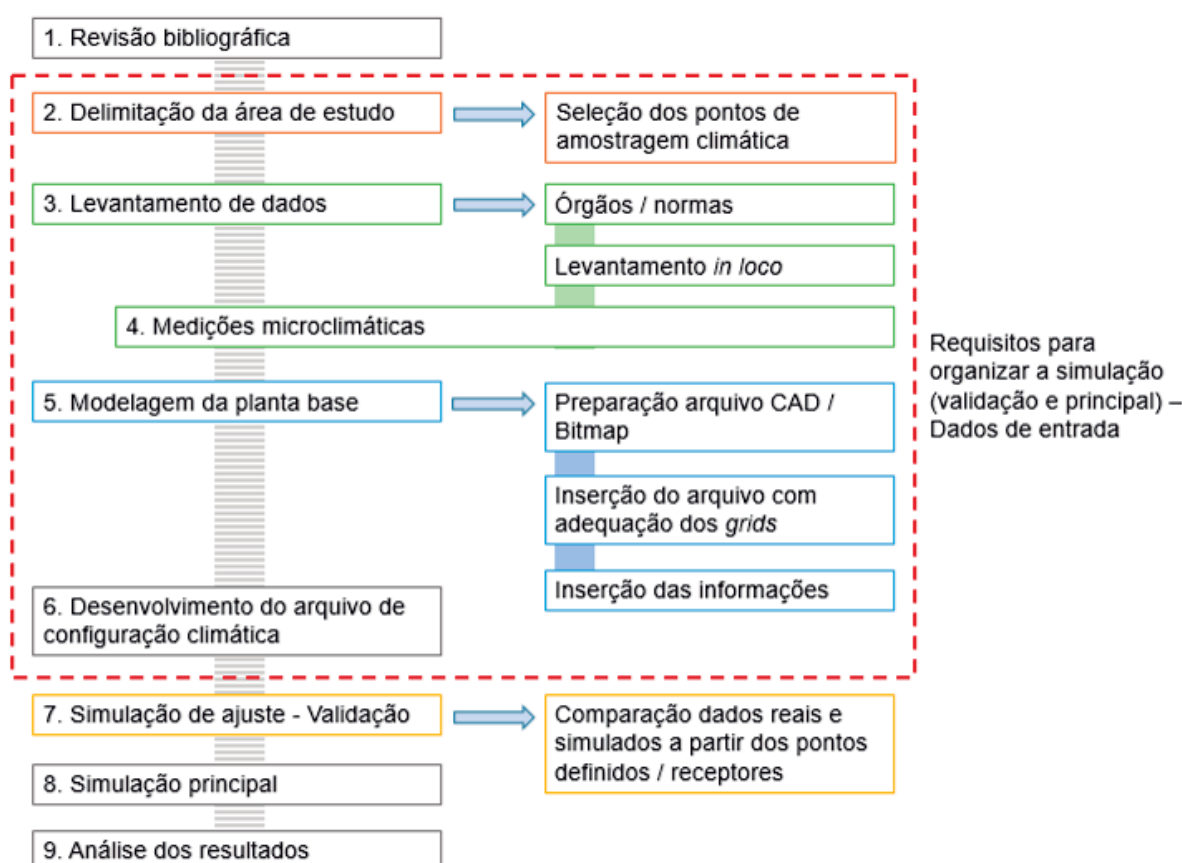 1. Revisão bibliográfica
2. Delimitação da área de estudo
Seleção dos pontos de
amostragem climática
3. Levantamento de dados
Órgãos / normas
Levantamento in loco
4. Medições microclimáticas
5. Modelagem da planta base
Preparação arquivo CAD /
Bitmap
Inserção do arquivo com
adequação dos grids
Inserção das informações
6. Desenvolvimento do arquivo de
configuração climática
Requisitos para
organizar a simulação
(validação e principal) –
Dados de entrada
7. Simulação de ajuste - Validação
Comparação dados reais e
simulados a partir dos pontos
definidos / receptores
8. Simulação principal
9. Análise dos resultados